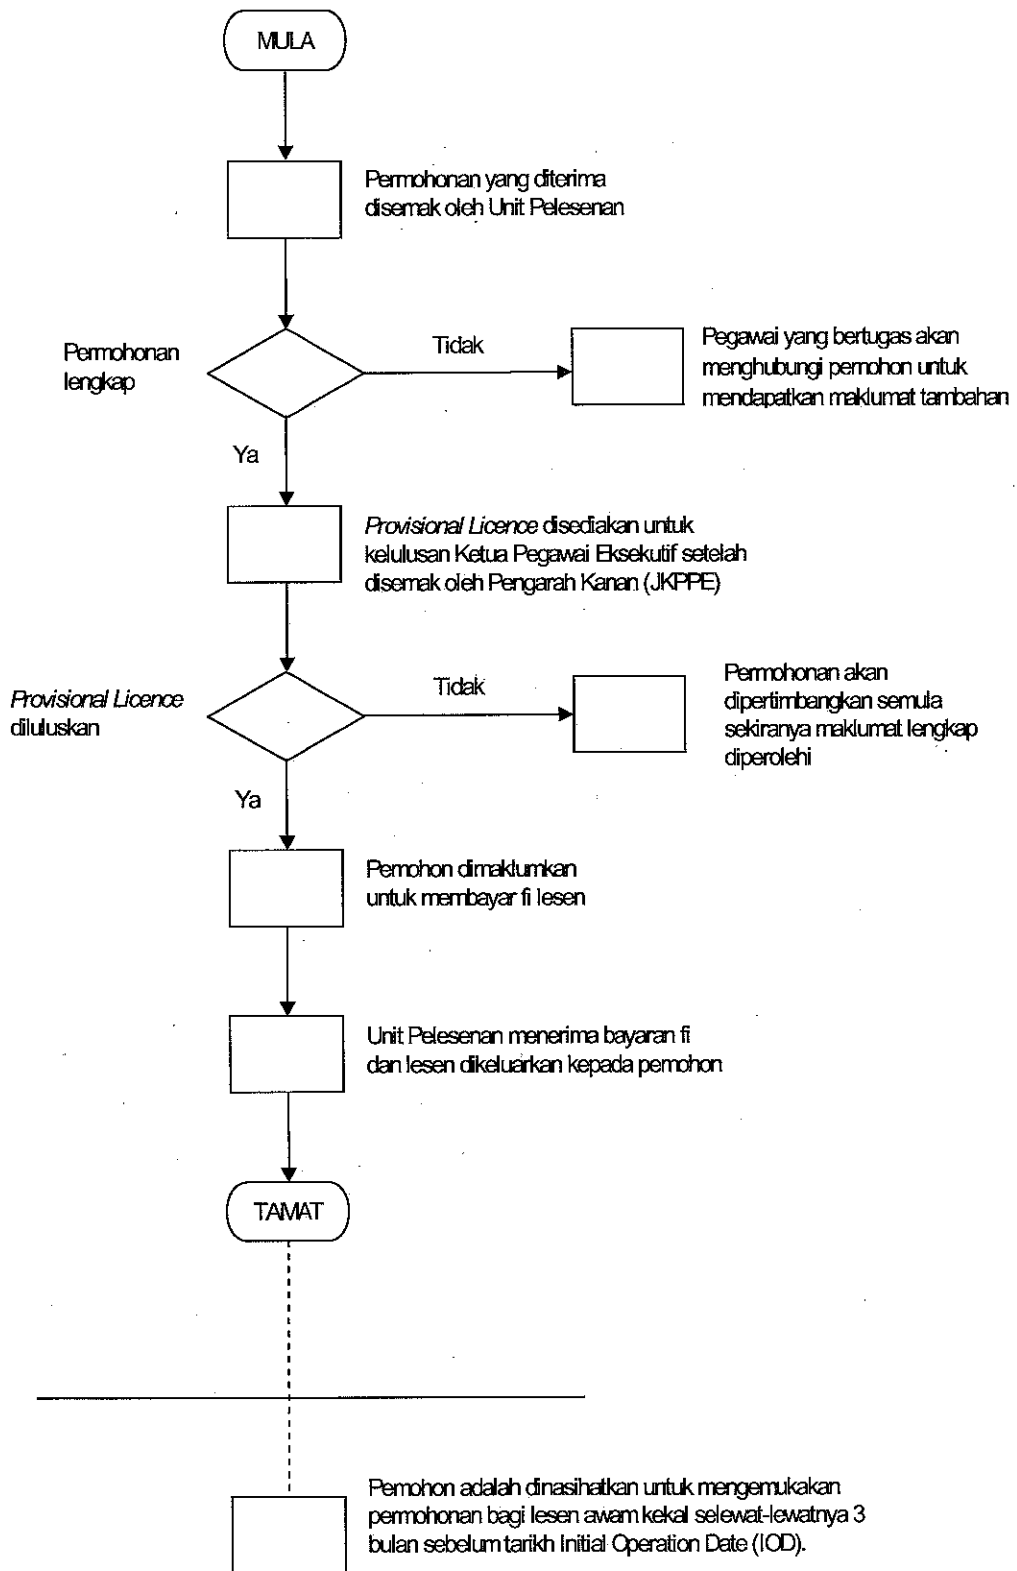 MULA
Permohonan yang diterima
disemak oleh Unit Pelesenan
Permohonan
lengkap
Tidak
Pegawai yang bertugas akan
menghubungi pemohon untuk
mendapatkan maklumat tambahan
Ya
Provisional Licence disediakan untuk
kelulusan Ketua Pegawai Eksekutif setelah
disemak oleh Pengarah Kanan (JKPPE)
Provisional Licence
diluluskan
Tidak
Permohonan akan
dipertimbangkan semula
sekiranya maklumat lengkap
diperolehi
Ya
Pemohon dimaklumkan
untuk membayar fi lesen
Unit Pelesenan menerima bayaran fi
dan lesen dikeluarkan kepada pemohon
TAMAT
Pemohon adalah dinasihatkan untuk mengemukakan
permohonan bagi lesen awam kekal selewat-lewatnya 3
bulan sebelum tarikh Initial Operation Date (IOD).